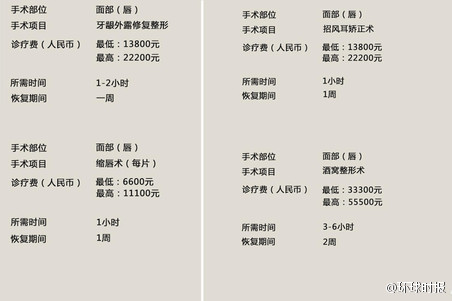 手术部位 面部（唇）
手术项目 牙龈外露修复整形
诊疗费（人民币） 最低：13800元
最高：22200元
所需时间 1-2小时
恢复期间 一周
手术部位 面部（唇）
手术项目 缩唇术（每片）
诊疗费（人民币） 最低：6600元
最高：11100元
所需时间 1小时
恢复期间 1周
手术部位 面部（唇）
手术项目 招风耳矫正术
诊疗费（人民币） 最低：13800元
最高：22200元
所需时间 1小时
恢复期间 1周
手术部位 面部（唇）
手术项目 酒窝整形术
诊疗费（人民币） 最低：33300元
最高：55500元
所需时间 3-6小时
恢复期间 2周
@环球时报